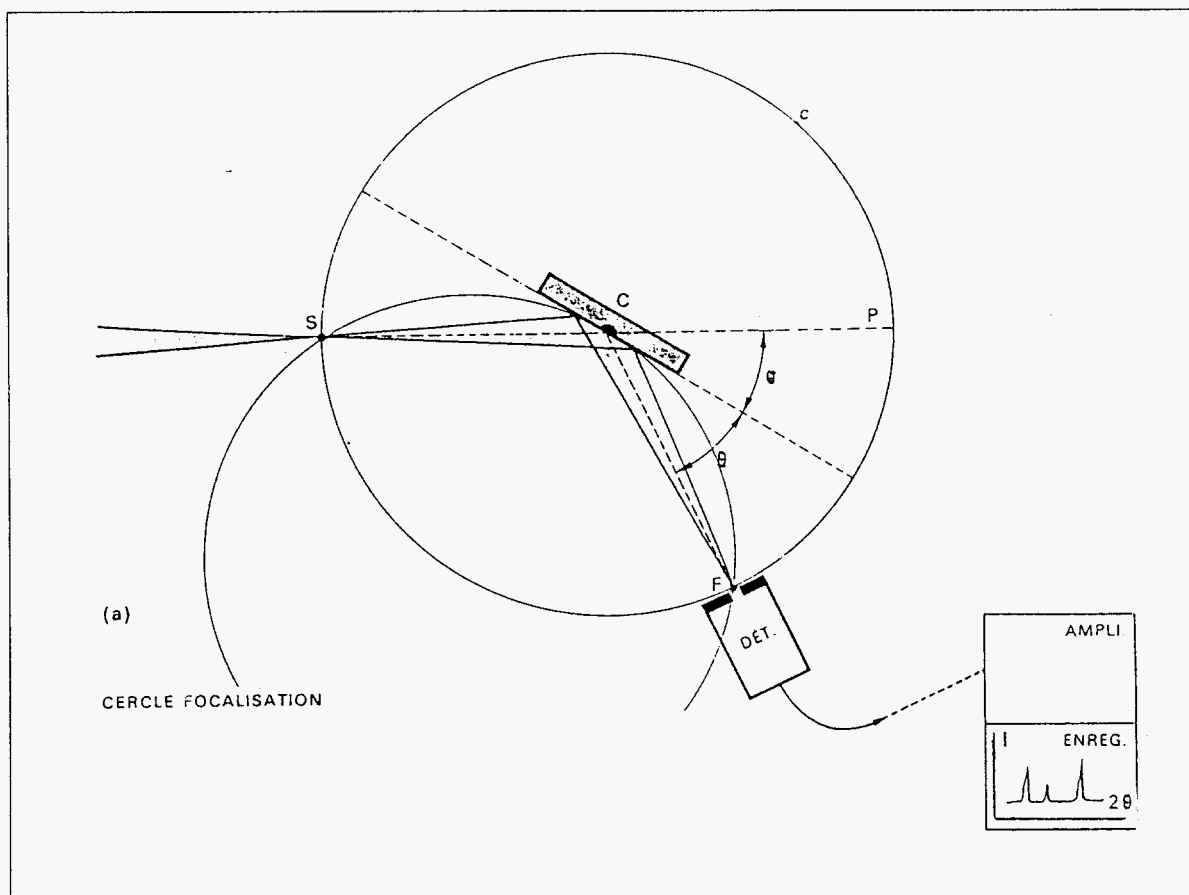 c
S
C
P
θ
θ
F
(a)
DÉT.
AMPLI.
CERCLE FOCALISATION
I ENREG.
2θ